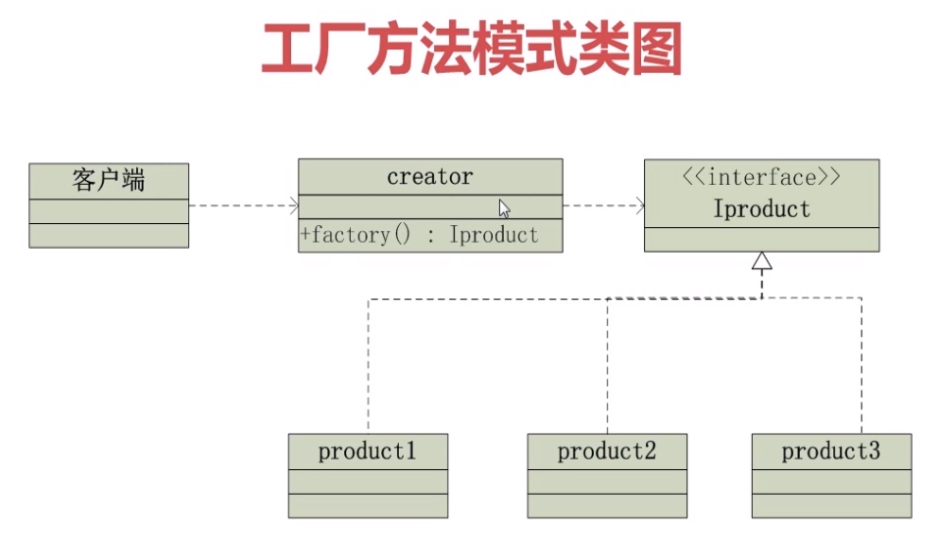 工厂方法模式类图
客户端
creator
+factory() : Iproduct
<<interface>>
Iproduct
product1
product2
product3